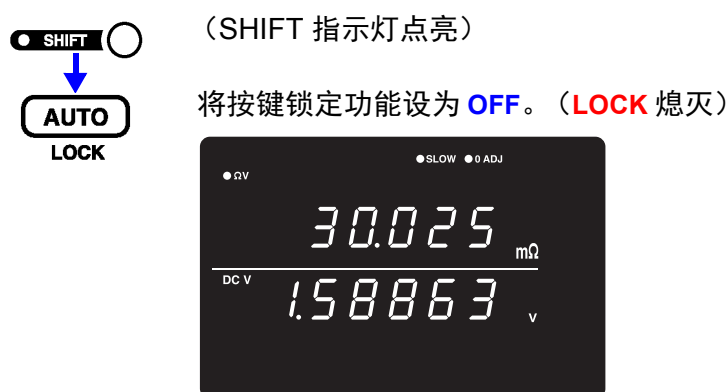 （SHIFT 指示灯点亮）
● SHIFT
AUTO
LOCK
将按键锁定功能设为 OFF。（LOCK 熄灭）
●SLOW ●0 ADJ
●ΩV
30.025 mΩ
DC V
1.58863 V